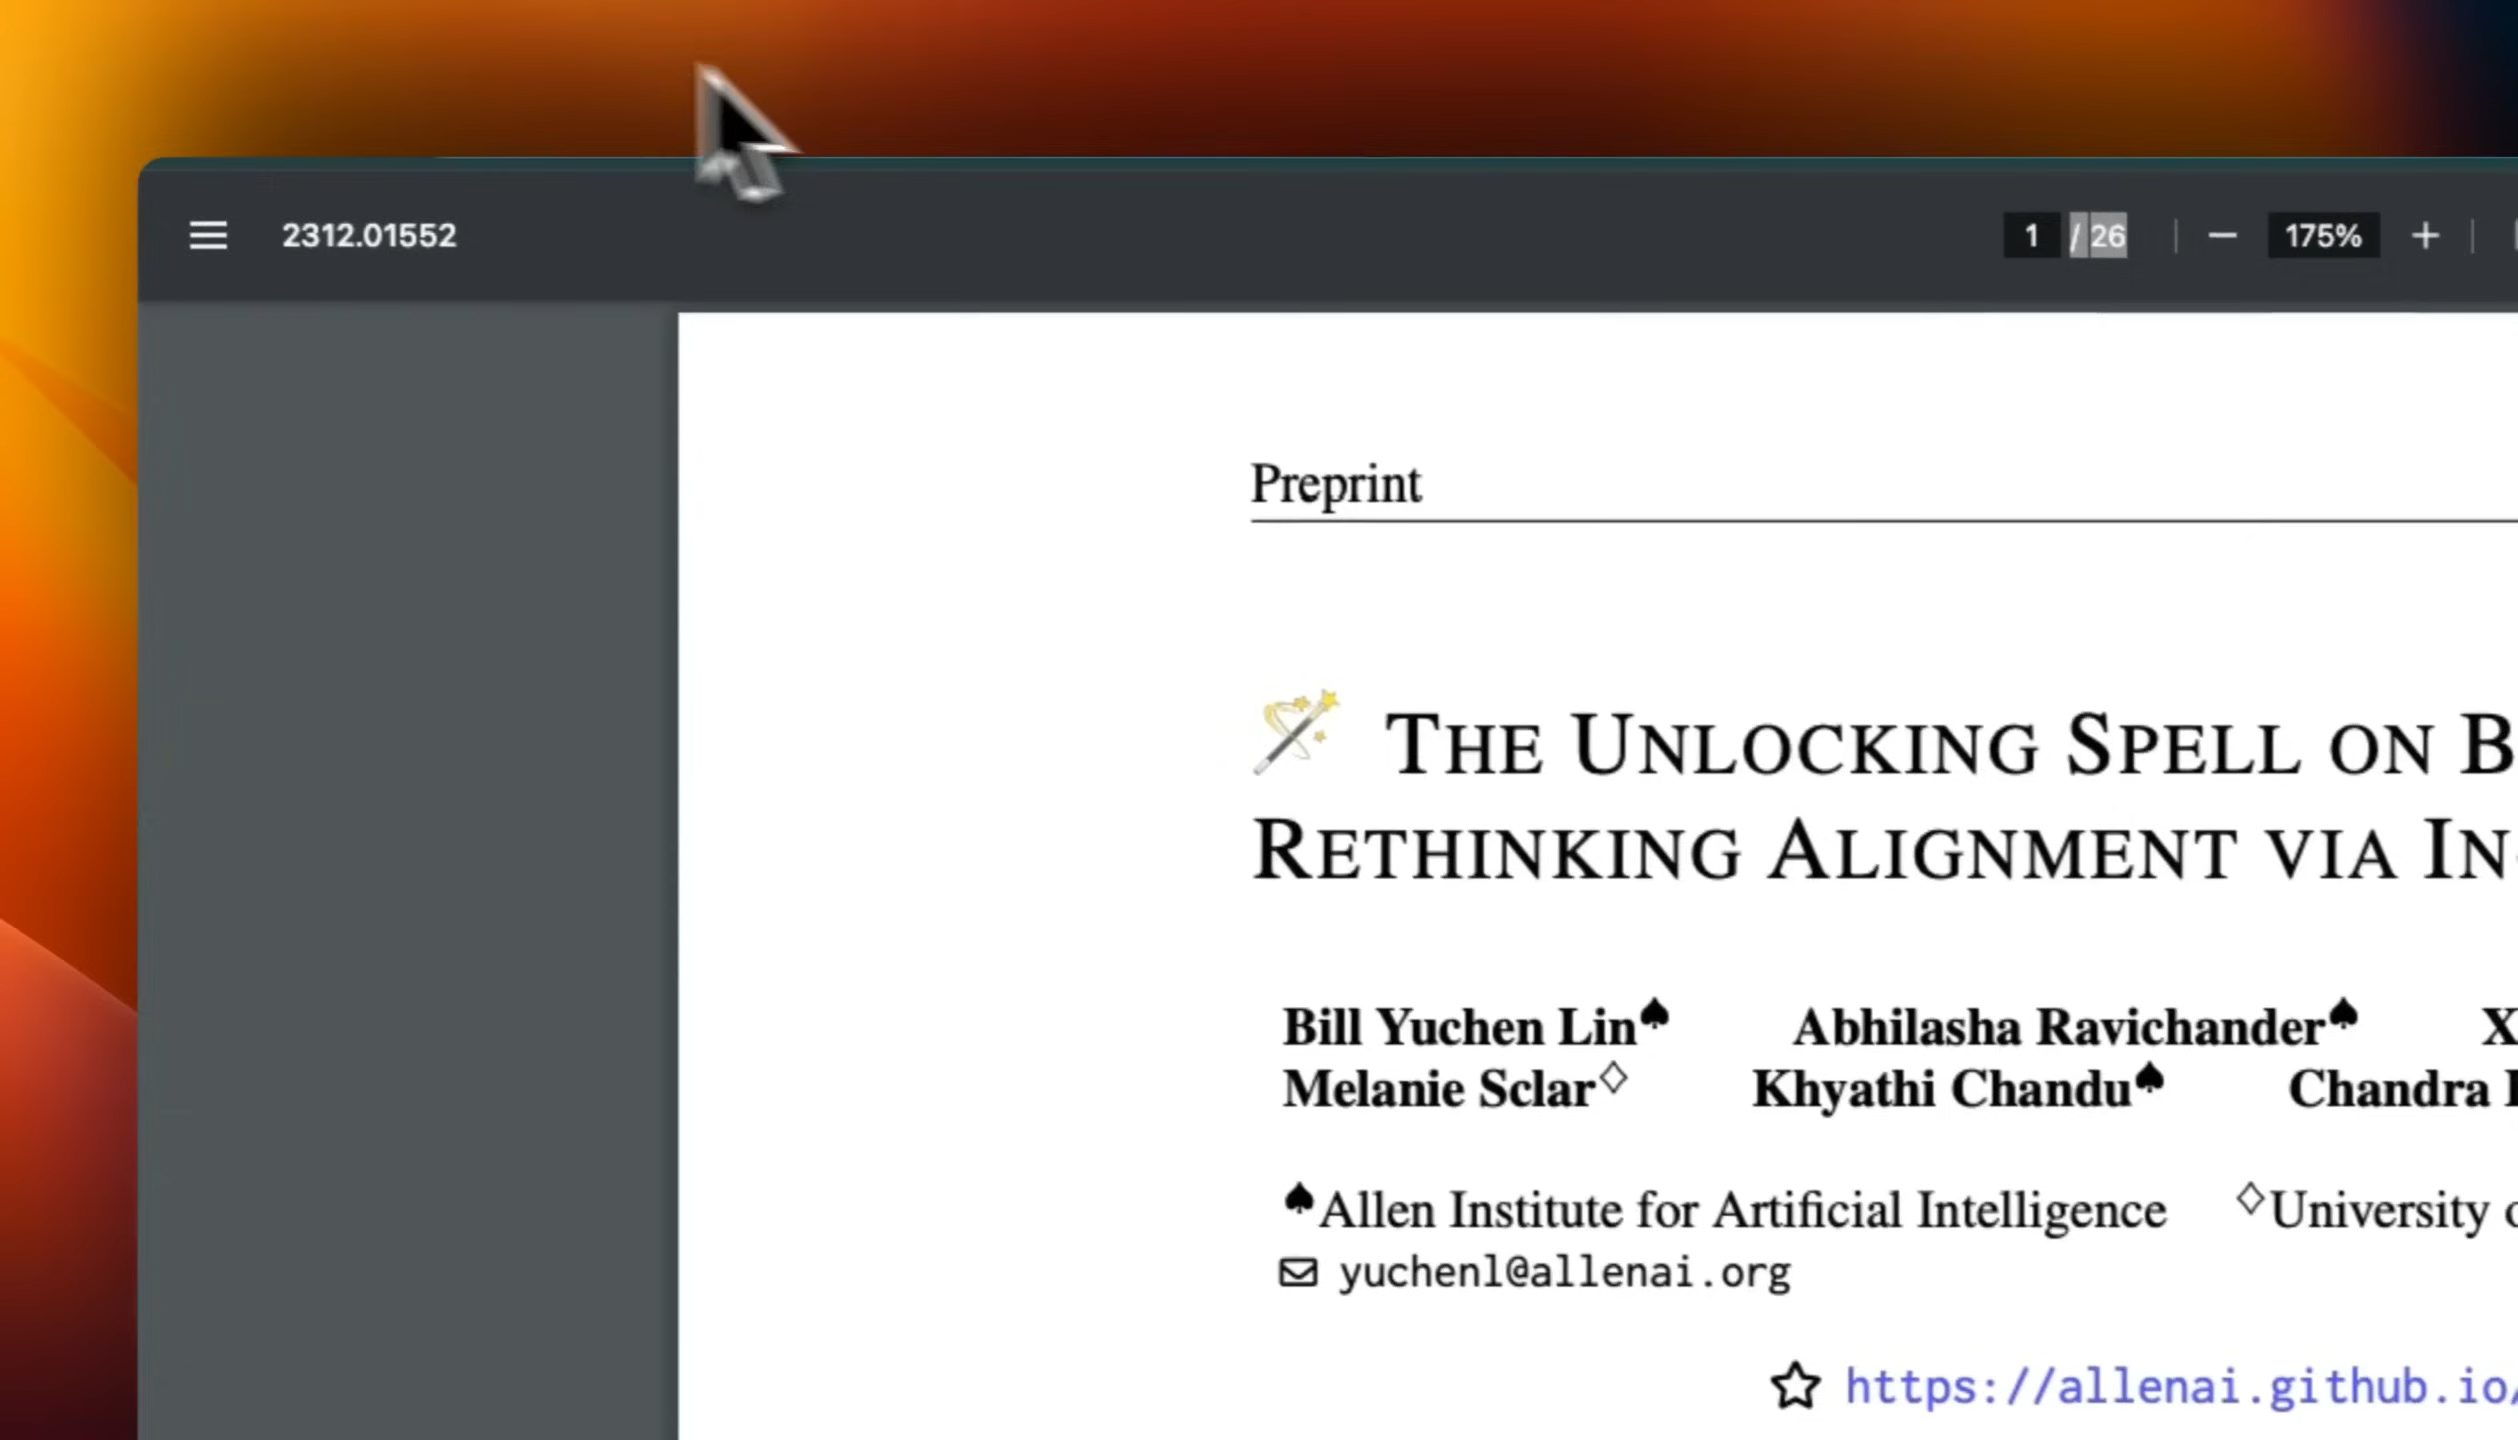 2312.01552 1 / 26 175%
Preprint
THE UNLOCKING SPELL ON B
RETHINKING ALIGNMENT VIA IN
Bill Yuchen Lin♠ Abhilasha Ravichander♠ X
Melanie Sclar♢ Khyathi Chandu♠ Chandra
♠Allen Institute for Artificial Intelligence ♢University
yuchenl@allenai.org
https://allenai.github.io/